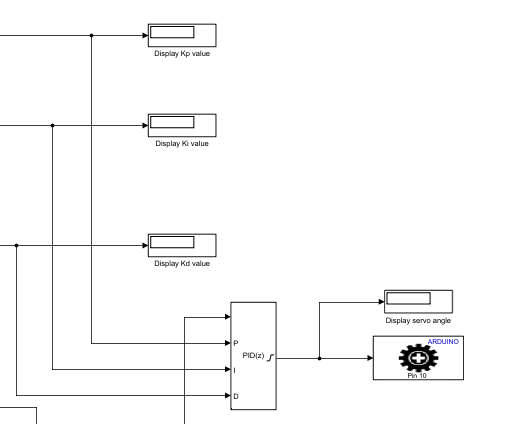 Display Kp value
Display Ki value
Display Kd value
Display servo angle
ARDUINO
P
PID(z)
I
Pin 10
D